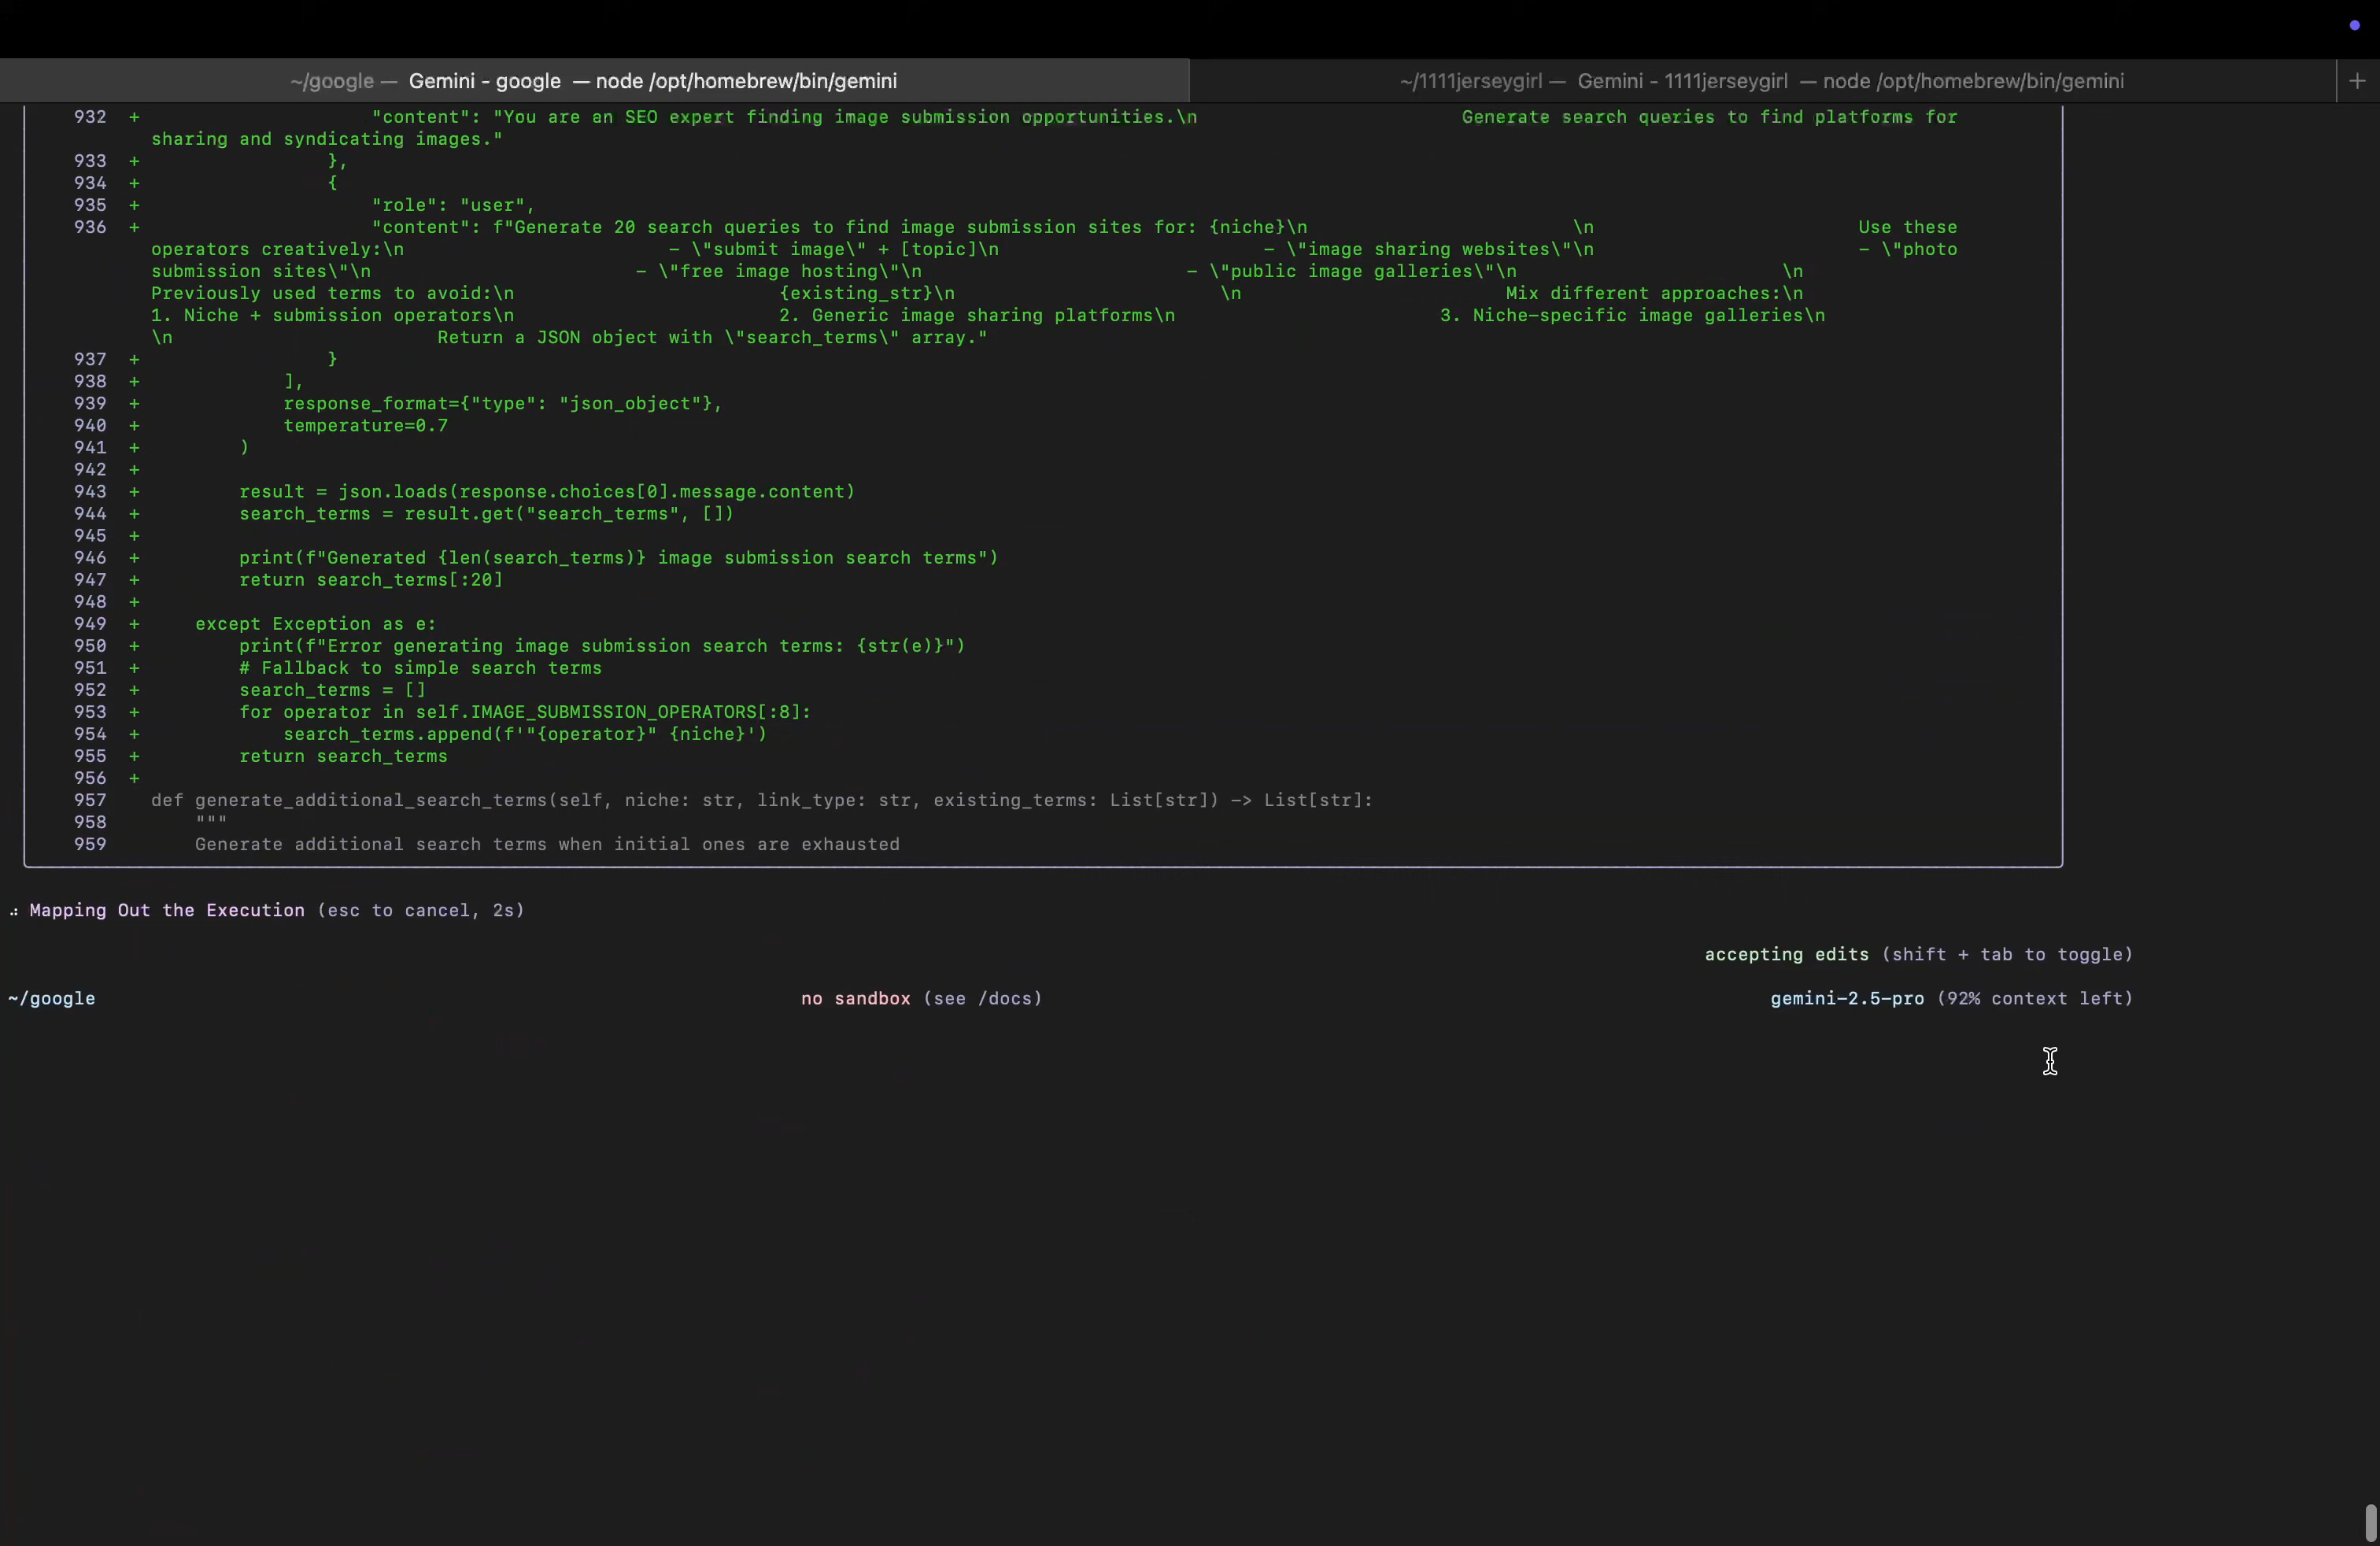 ~/google — Gemini - google — node /opt/homebrew/bin/gemini
~/1111jerseygirl — Gemini - 1111jerseygirl — node /opt/homebrew/bin/gemini
+
932 + "content": "You are an SEO expert finding image submission opportunities.\n Generate search queries to find platforms for
sharing and syndicating images."
933 + },
934 + {
935 + "role": "user",
936 + "content": f"Generate 20 search queries to find image submission sites for: {niche}\n \n Use these
operators creatively:\n - \"submit image\" + [topic]\n - \"image sharing websites\"\n - \"photo
submission sites\"\n - \"free image hosting\"\n - \"public image galleries\"\n \n
Previously used terms to avoid:\n {existing_str}\n \n Mix different approaches:\n
1. Niche + submission operators\n 2. Generic image sharing platforms\n 3. Niche-specific image galleries\n
\n Return a JSON object with \"search_terms\" array."
937 + }
938 + ],
939 + response_format={"type": "json_object"},
940 + temperature=0.7
941 + )
942 +
943 + result = json.loads(response.choices[0].message.content)
944 + search_terms = result.get("search_terms", [])
945 +
946 + print(f"Generated {len(search_terms)} image submission search terms")
947 + return search_terms[:20]
948 +
949 + except Exception as e:
950 + print(f"Error generating image submission search terms: {str(e)}")
951 + # Fallback to simple search terms
952 + search_terms = []
953 + for operator in self.IMAGE_SUBMISSION_OPERATORS[:8]:
954 + search_terms.append(f'"{operator}" {niche}')
955 + return search_terms
956 +
957 def generate_additional_search_terms(self, niche: str, link_type: str, existing_terms: List[str]) -> List[str]:
958 """
959 Generate additional search terms when initial ones are exhausted
Mapping Out the Execution (esc to cancel, 2s)
accepting edits (shift + tab to toggle)
~/google no sandbox (see /docs) gemini-2.5-pro (92% context left)